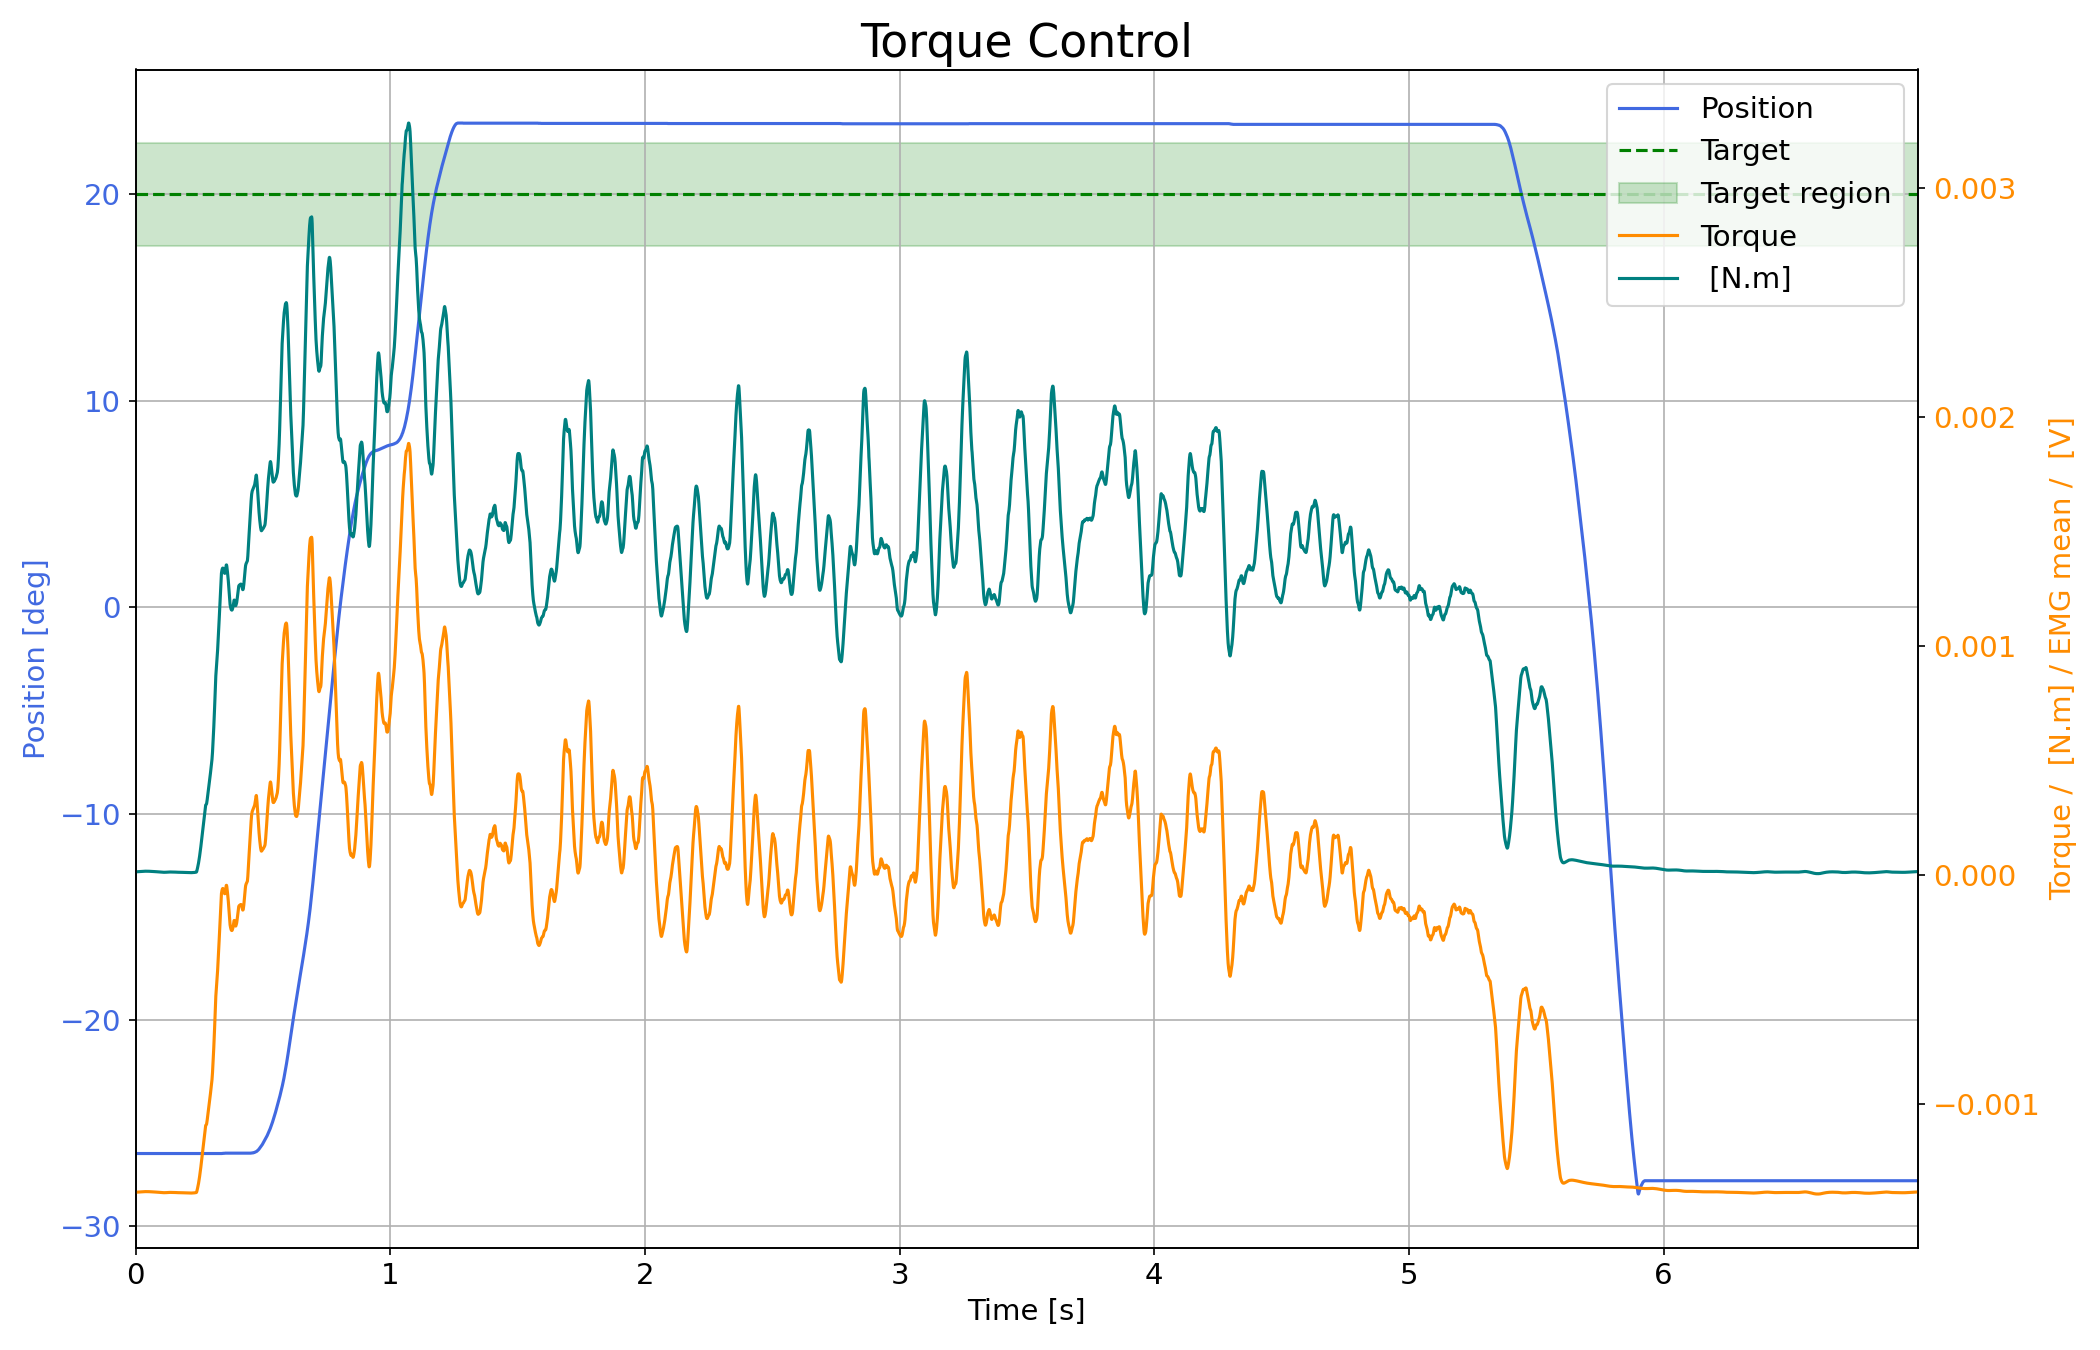 Torque Control
Position
Target
Target region
Torque
[N.m]
20
10
0
−10
−20
−30
Position [deg]
0.003
0.002
0.001
0.000
−0.001
Torque / [N.m] / EMG mean / [V]
0 1 2 3 4 5 6
Time [s]